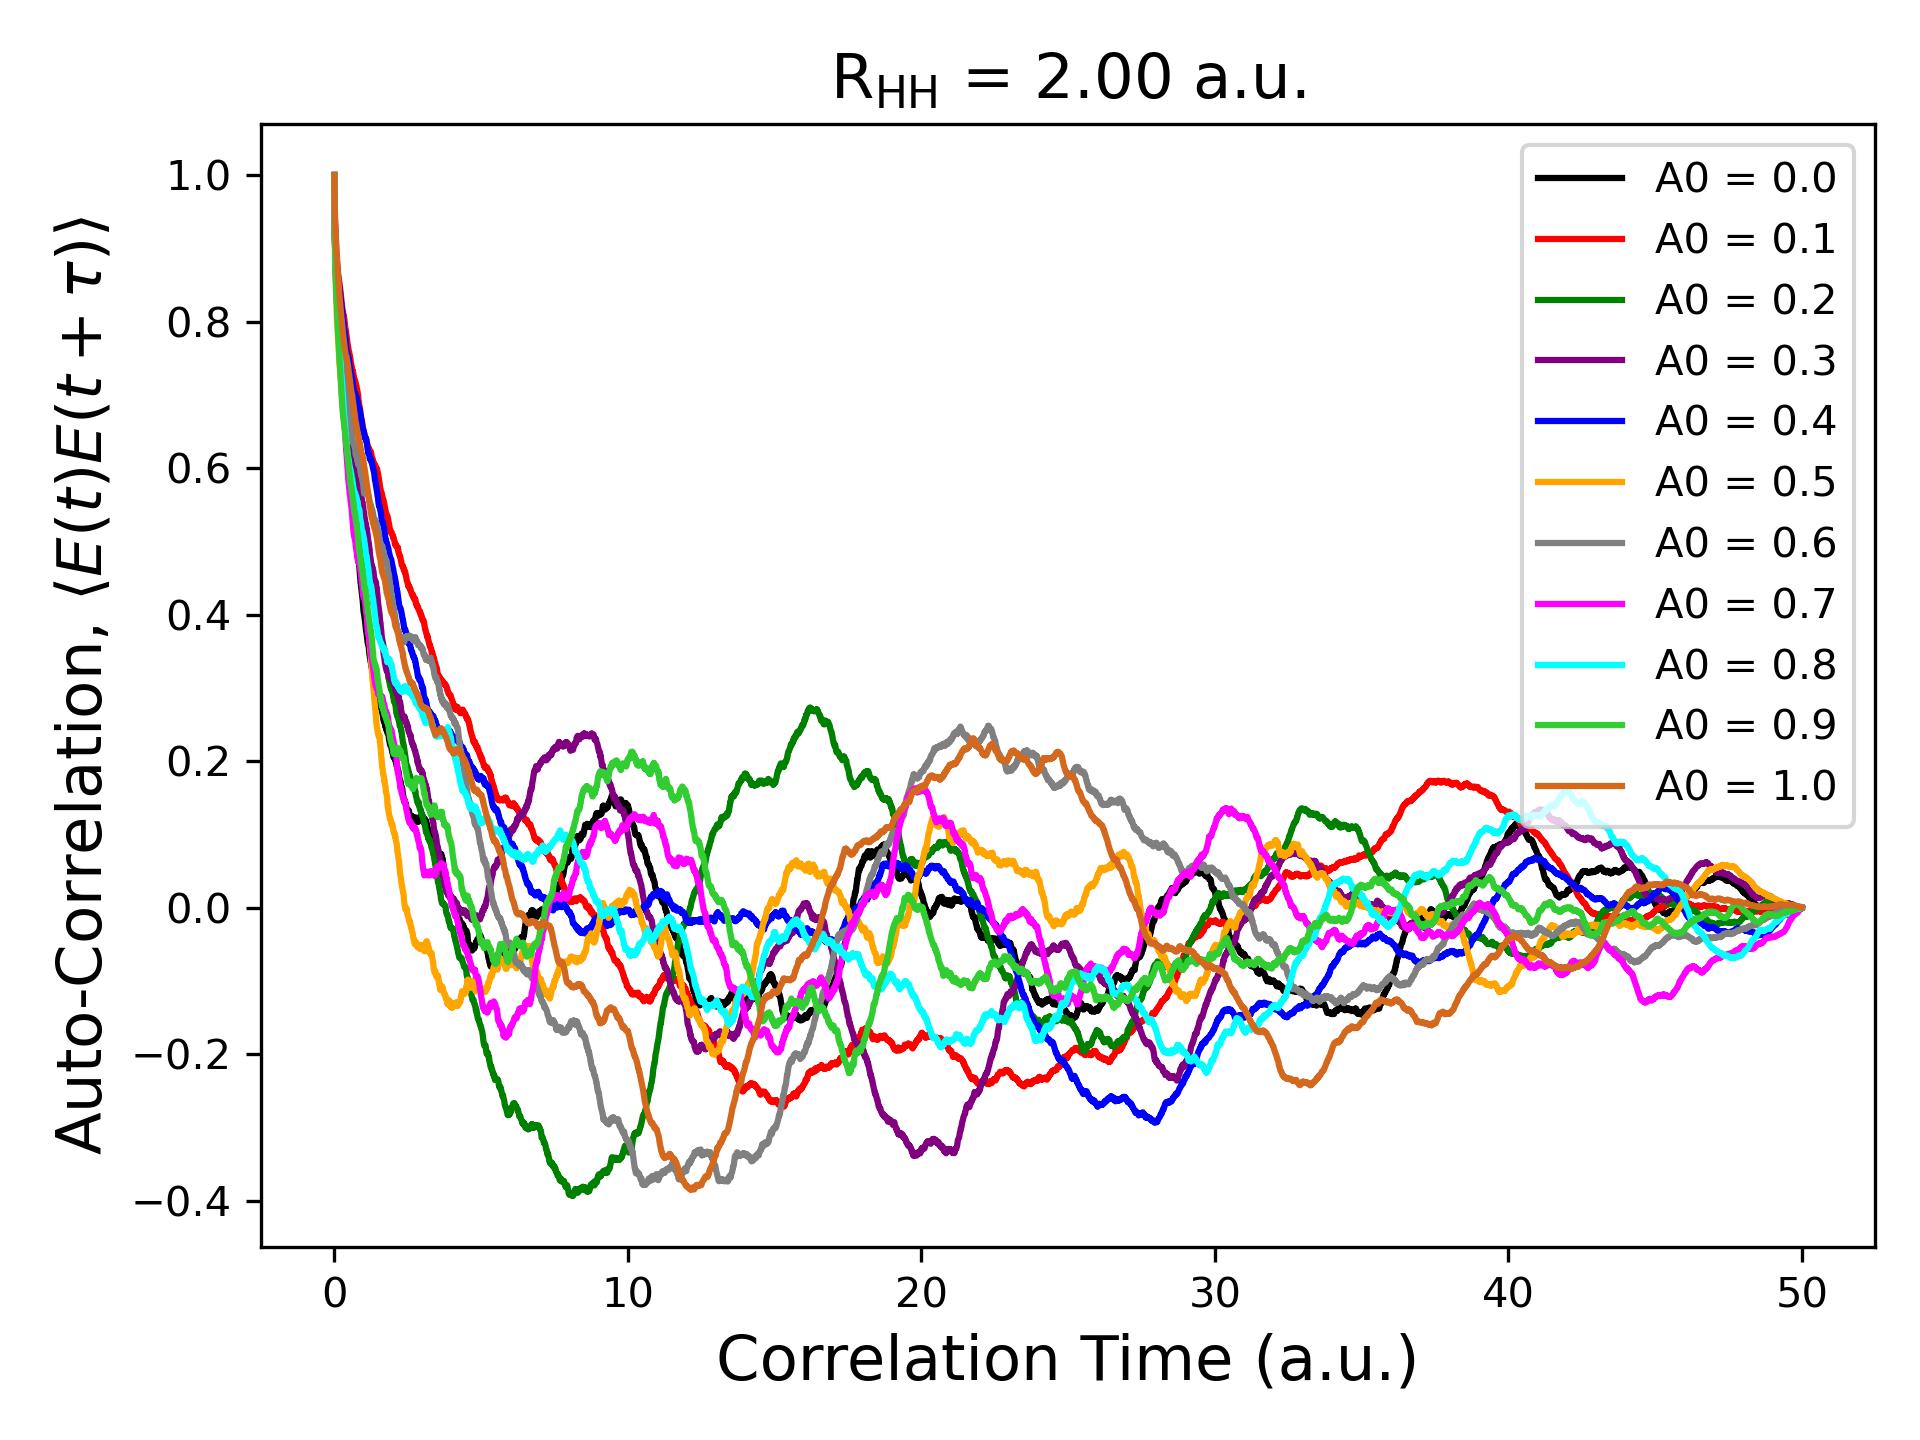 R_HH = 2.00 a.u.
Auto-Correlation, ⟨E(t)E(t + τ)⟩
1.0
0.8
0.6
0.4
0.2
0.0
−0.2
−0.4
A0 = 0.0
A0 = 0.1
A0 = 0.2
A0 = 0.3
A0 = 0.4
A0 = 0.5
A0 = 0.6
A0 = 0.7
A0 = 0.8
A0 = 0.9
A0 = 1.0
0 10 20 30 40 50
Correlation Time (a.u.)